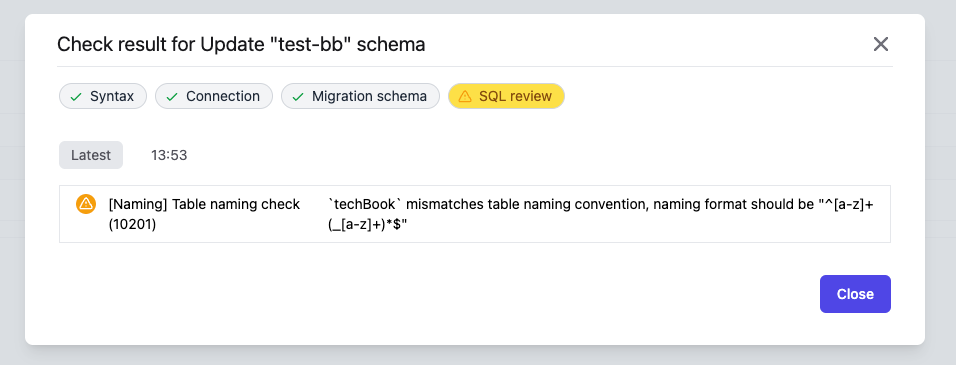 Check result for Update "test-bb" schema
Syntax
Connection
Migration schema
SQL review
Latest
13:53
[Naming] Table naming check
(10201)
`techBook` mismatches table naming convention, naming format should be "^[a-z]+
(_[a-z]+)*$"
Close